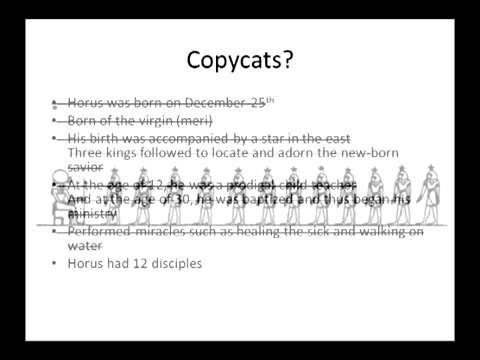 Copycats?
• Horus was born on December 25th
• Born of the virgin (meri)
• His birth was accompanied by a star in the east
Three kings followed to locate and adorn the new-born
savior
• At the age of 12, he was a prodigal child teacher
And at the age of 30, he was baptized and thus began his
ministry
• Performed miracles such as healing the sick and walking on
water
• Horus had 12 disciples